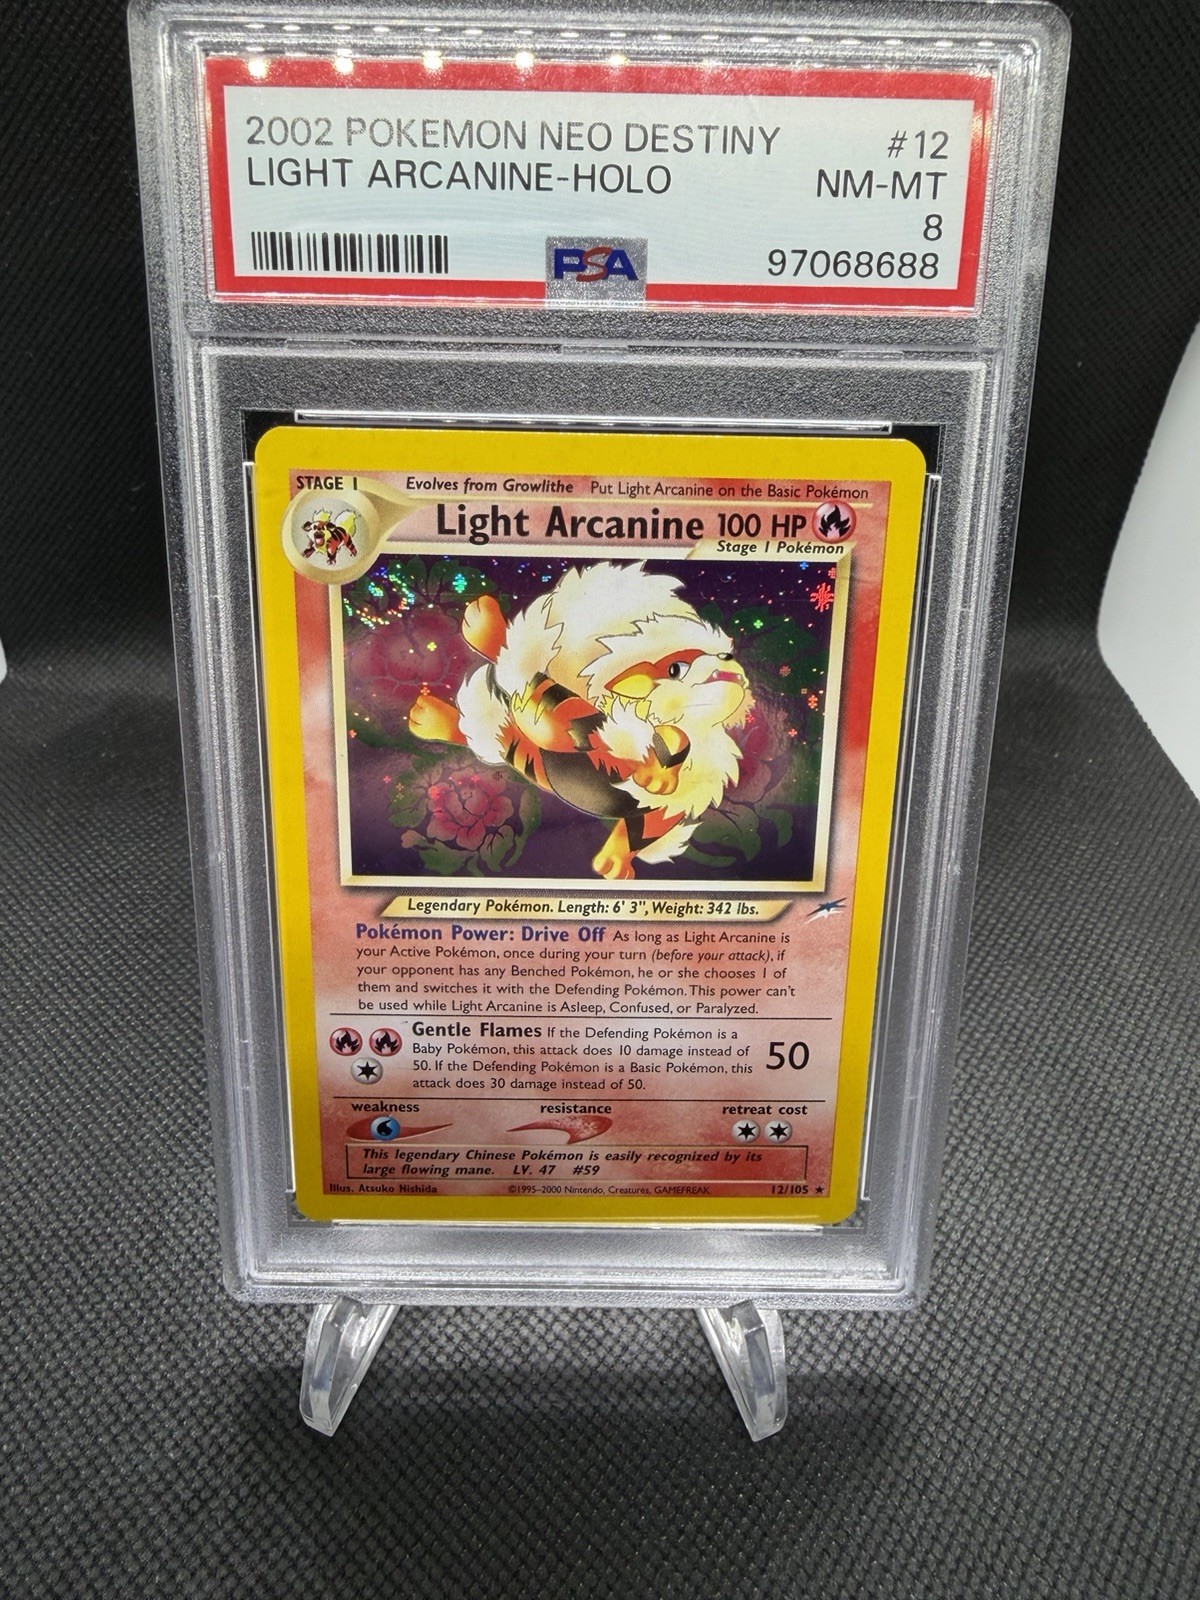 2002 POKEMON NEO DESTINY #12
LIGHT ARCANINE-HOLO NM-MT
8
PSA 97068688
STAGE 1 Evolves from Growlithe Put Light Arcanine on the Basic Pokémon
Light Arcanine 100 HP
Stage 1 Pokémon
Legendary Pokémon. Length: 6' 3", Weight: 342 lbs.
Pokémon Power: Drive Off As long as Light Arcanine is
your Active Pokémon, once during your turn (before your attack), if
your opponent has any Benched Pokémon, he or she chooses 1 of
them and switches it with the Defending Pokémon. This power can't
be used while Light Arcanine is Asleep, Confused, or Paralyzed.
Gentle Flames If the Defending Pokémon is a
Baby Pokémon, this attack does 10 damage instead of
50. If the Defending Pokémon is a Basic Pokémon, this
attack does 30 damage instead of 50.
50
weakness resistance retreat cost
This legendary Chinese Pokémon is easily recognized by its
large flowing mane. LV. 47 #59
Illus. Atsuko Nishida ©1995-2000 Nintendo, Creatures, GAMEFREAK. 12/105 ★